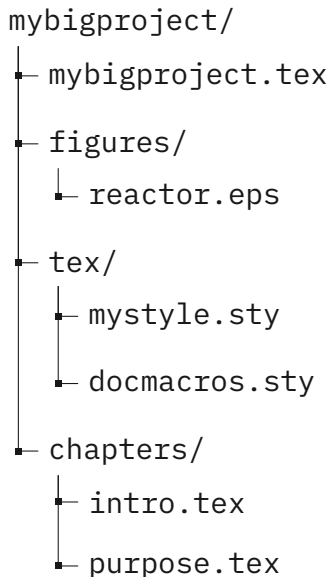 mybigproject/
mybigproject.tex
figures/
reactor.eps
tex/
mystyle.sty
docmacros.sty
chapters/
intro.tex
purpose.tex